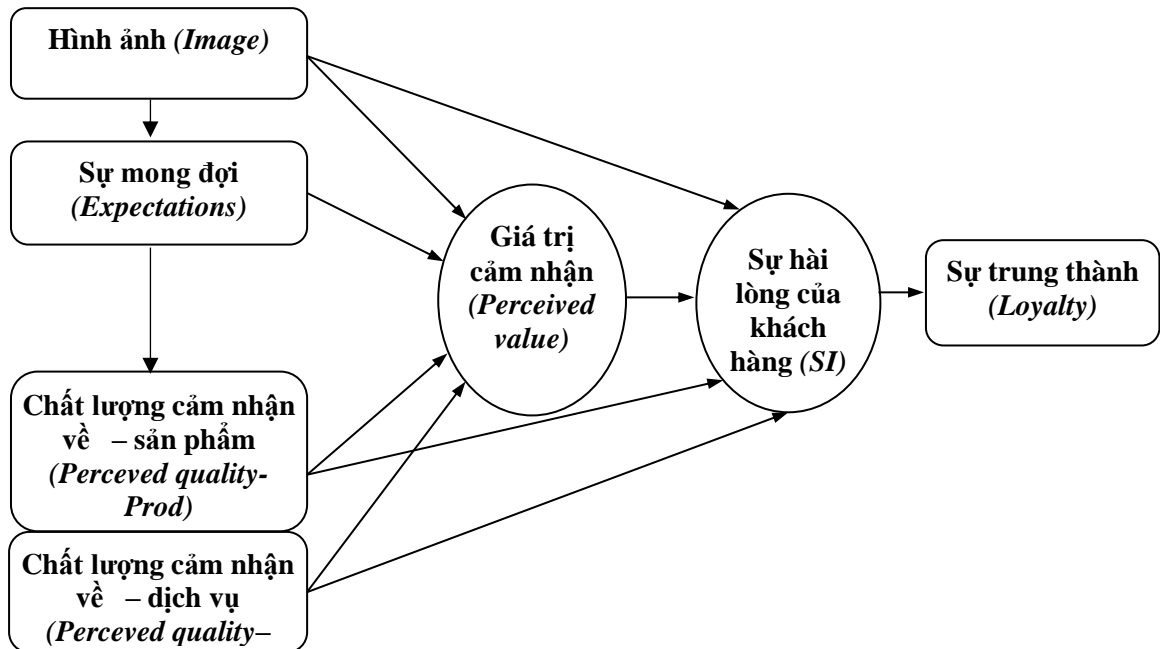 Hình ảnh (Image)
Sự mong đợi
(Expectations)
Giá trị
cảm nhận
(Perceived
value)
Sự hài
lòng của
khách
hàng (SI)
Sự trung thành
(Loyalty)
Chất lượng cảm nhận
về – sản phẩm
(Perceved quality-
Prod)
Chất lượng cảm nhận
về – dịch vụ
(Perceved quality–